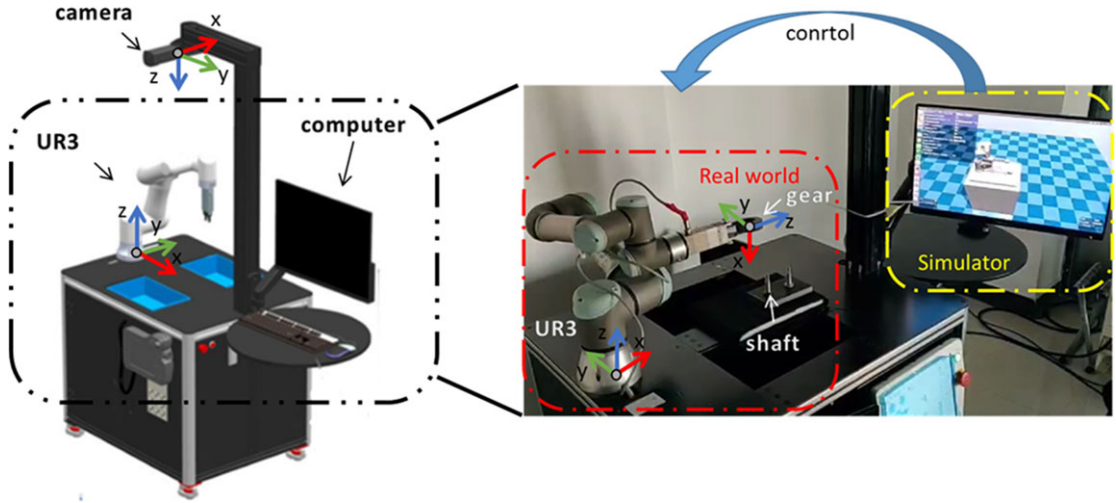 camera
x
y
z
computer
UR3
z
y
x
conrtol
Real world
gear
y
z
x
UR3
z
x
y
shaft
Simulator